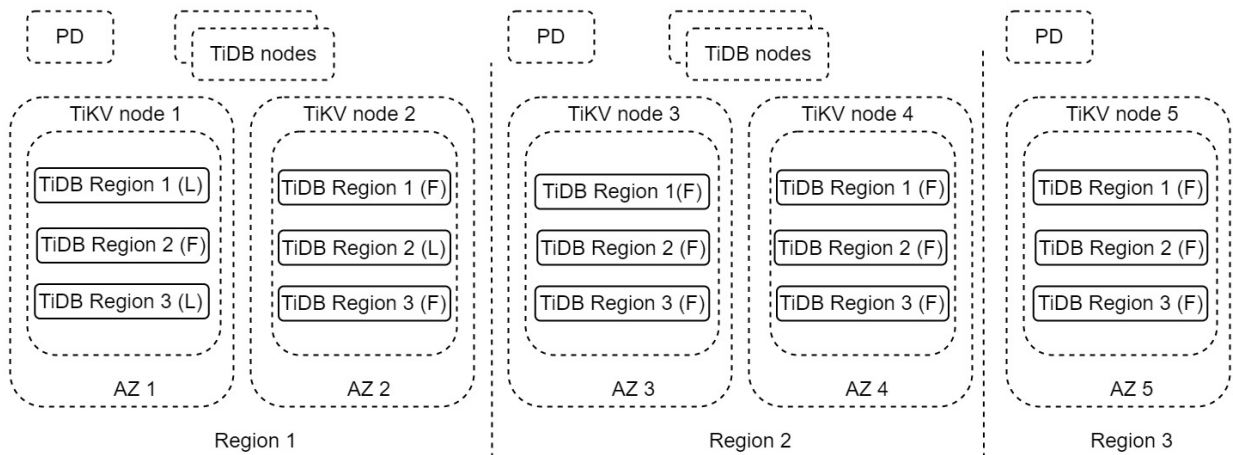 PD
TiDB nodes
PD
TiDB nodes
PD
TiKV node 1
TiKV node 2
TiKV node 3
TiKV node 4
TiKV node 5
TiDB Region 1 (L)
TiDB Region 1 (F)
TiDB Region 1(F)
TiDB Region 1 (F)
TiDB Region 1 (F)
TiDB Region 2 (F)
TiDB Region 2 (L)
TiDB Region 2 (F)
TiDB Region 2 (F)
TiDB Region 2 (F)
TiDB Region 3 (L)
TiDB Region 3 (F)
TiDB Region 3 (F)
TiDB Region 3 (F)
TiDB Region 3 (F)
AZ 1
AZ 2
AZ 3
AZ 4
AZ 5
Region 1
Region 2
Region 3